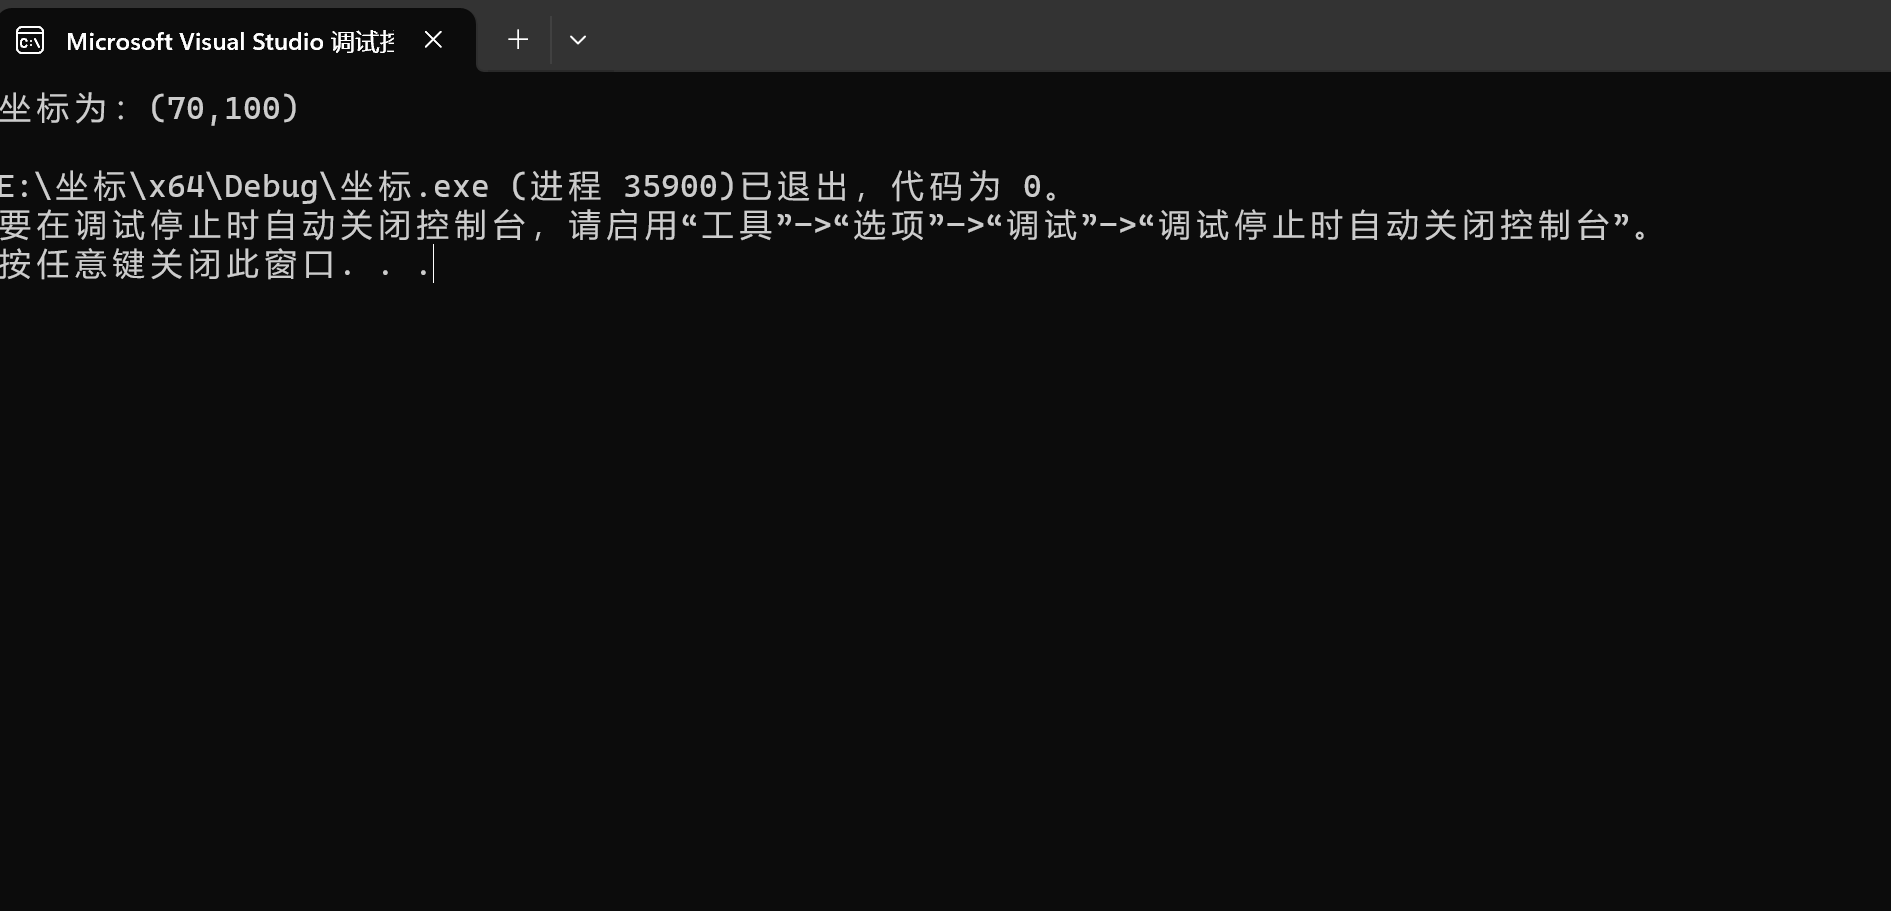 Microsoft Visual Studio 调试
坐标为：(70,100)
E:\坐标\x64\Debug\坐标.exe (进程 35900)已退出，代码为 0。
要在调试停止时自动关闭控制台，请启用“工具”->“选项”->“调试”->“调试停止时自动关闭控制台”。
按任意键关闭此窗口. . .